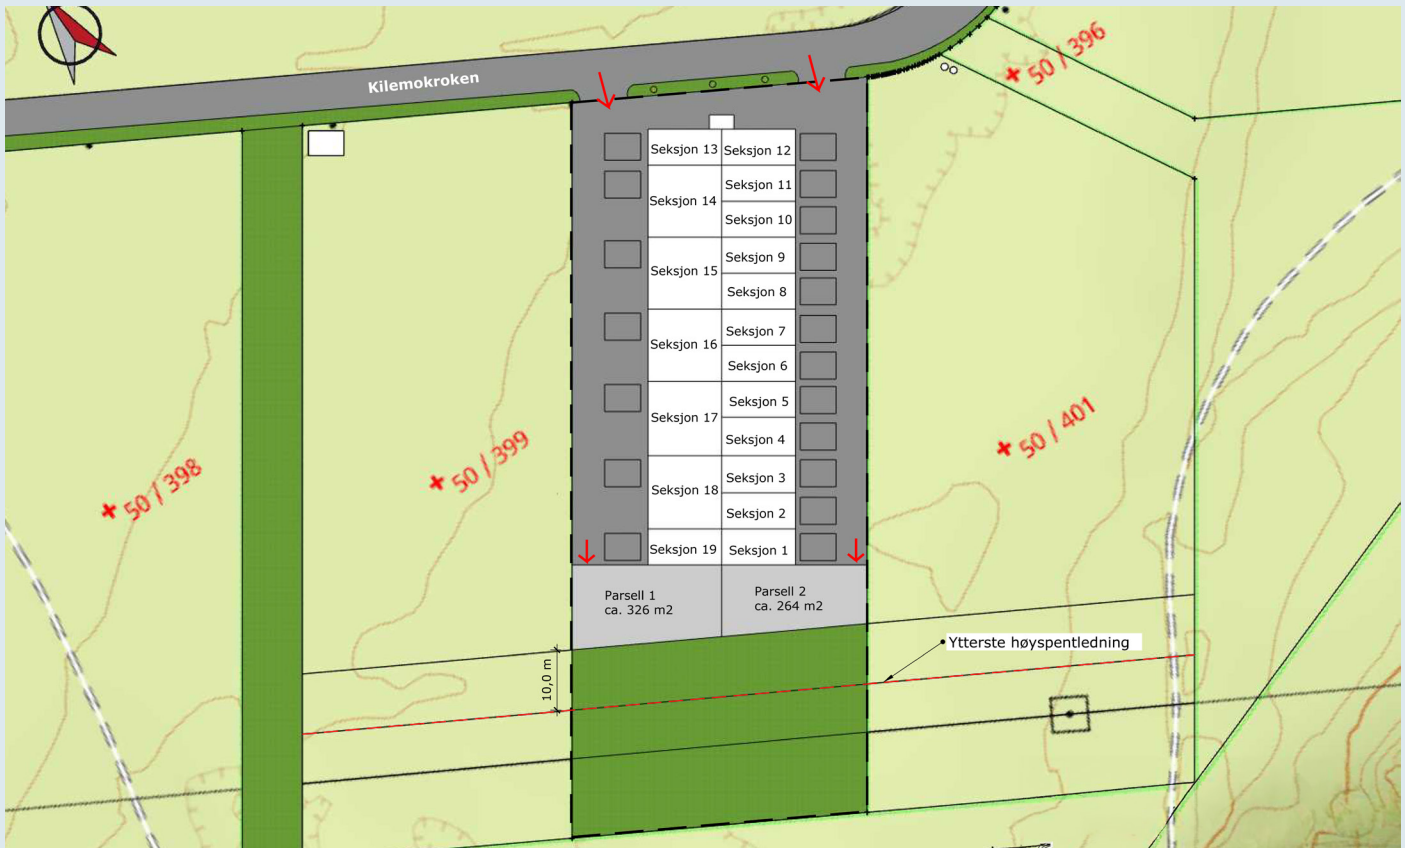 Kilemokroken
50 / 396
Seksjon 13
Seksjon 12
Seksjon 11
Seksjon 14
Seksjon 10
Seksjon 9
Seksjon 15
Seksjon 8
Seksjon 7
Seksjon 16
Seksjon 6
Seksjon 5
Seksjon 17
Seksjon 4
Seksjon 3
Seksjon 18
Seksjon 2
Seksjon 19
Seksjon 1
50 / 398
50 / 399
50 / 401
Parsell 1
ca. 326 m2
Parsell 2
ca. 264 m2
Ytterste høyspentledning
10,0 m